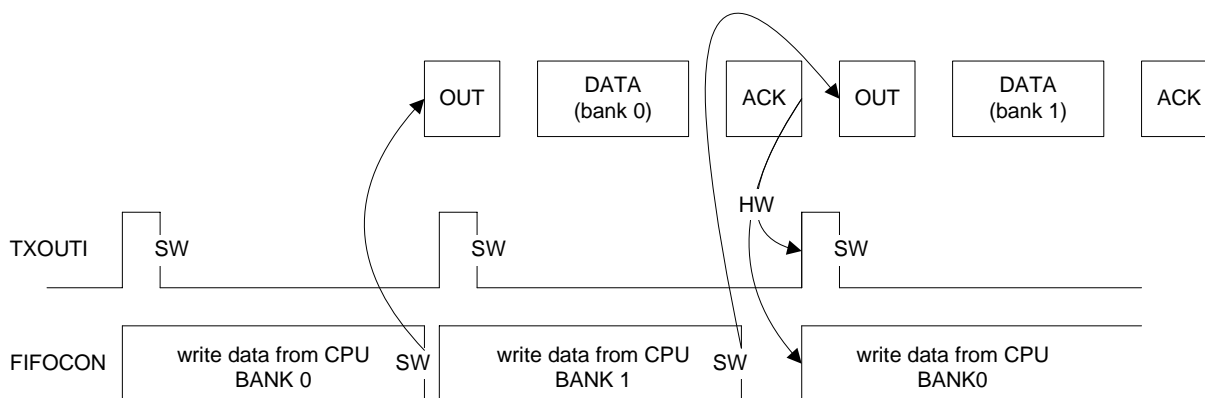 OUT
DATA
(bank 0)
ACK
OUT
DATA
(bank 1)
ACK
HW
TXOUTI
SW
SW
SW
FIFOCON
write data from CPU
BANK 0
SW
write data from CPU
BANK 1
SW
write data from CPU
BANK0